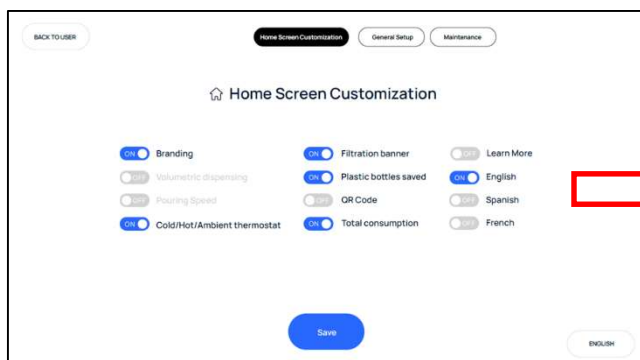 BACK TO USER
Home Screen Customization
General Setup
Maintenance
Home Screen Customization
ON Branding
ON Filtration banner
OFF Learn More
OFF Volumetric dispensing
ON Plastic bottles saved
ON English
OFF Pouring Speed
OFF QR Code
OFF Spanish
ON Cold/Hot/Ambient thermostat
ON Total consumption
OFF French
Save
ENGLISH